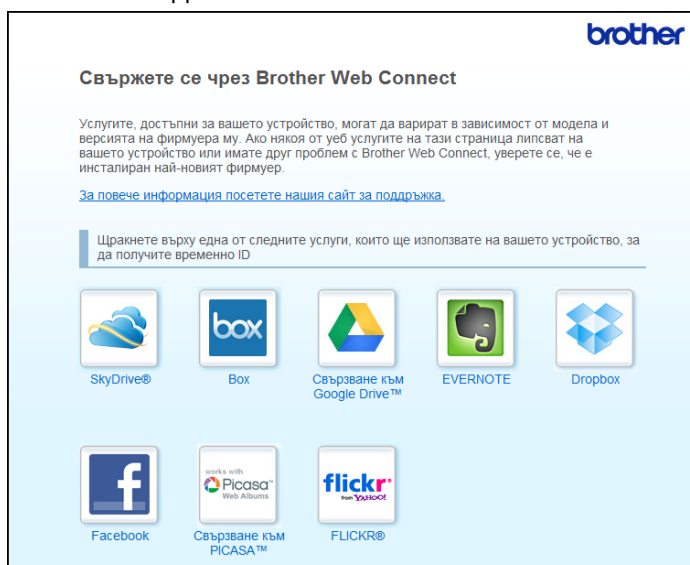 brother
Свържете се чрез Brother Web Connect
Услугите, достъпни за вашето устройство, могат да варират в зависимост от модела и
версията на фирмуера му. Ако някоя от уеб услугите на тази страница липсват на
вашето устройство или имате друг проблем с Brother Web Connect, уверете се, че е
инсталиран най-новият фирмуер.
За повече информация посетете нашия сайт за поддръжка.
Щракнете върху една от следните услуги, които ще използвате на вашето устройство, за
да получите временно ID
box
SkyDrive®
Box
Свързване към
Google Drive™
EVERNOTE
Dropbox
works with
Picasa™
Web Albums
flickr®
from YAHOO!
Facebook
Свързване към
PICASA™
FLICKR®